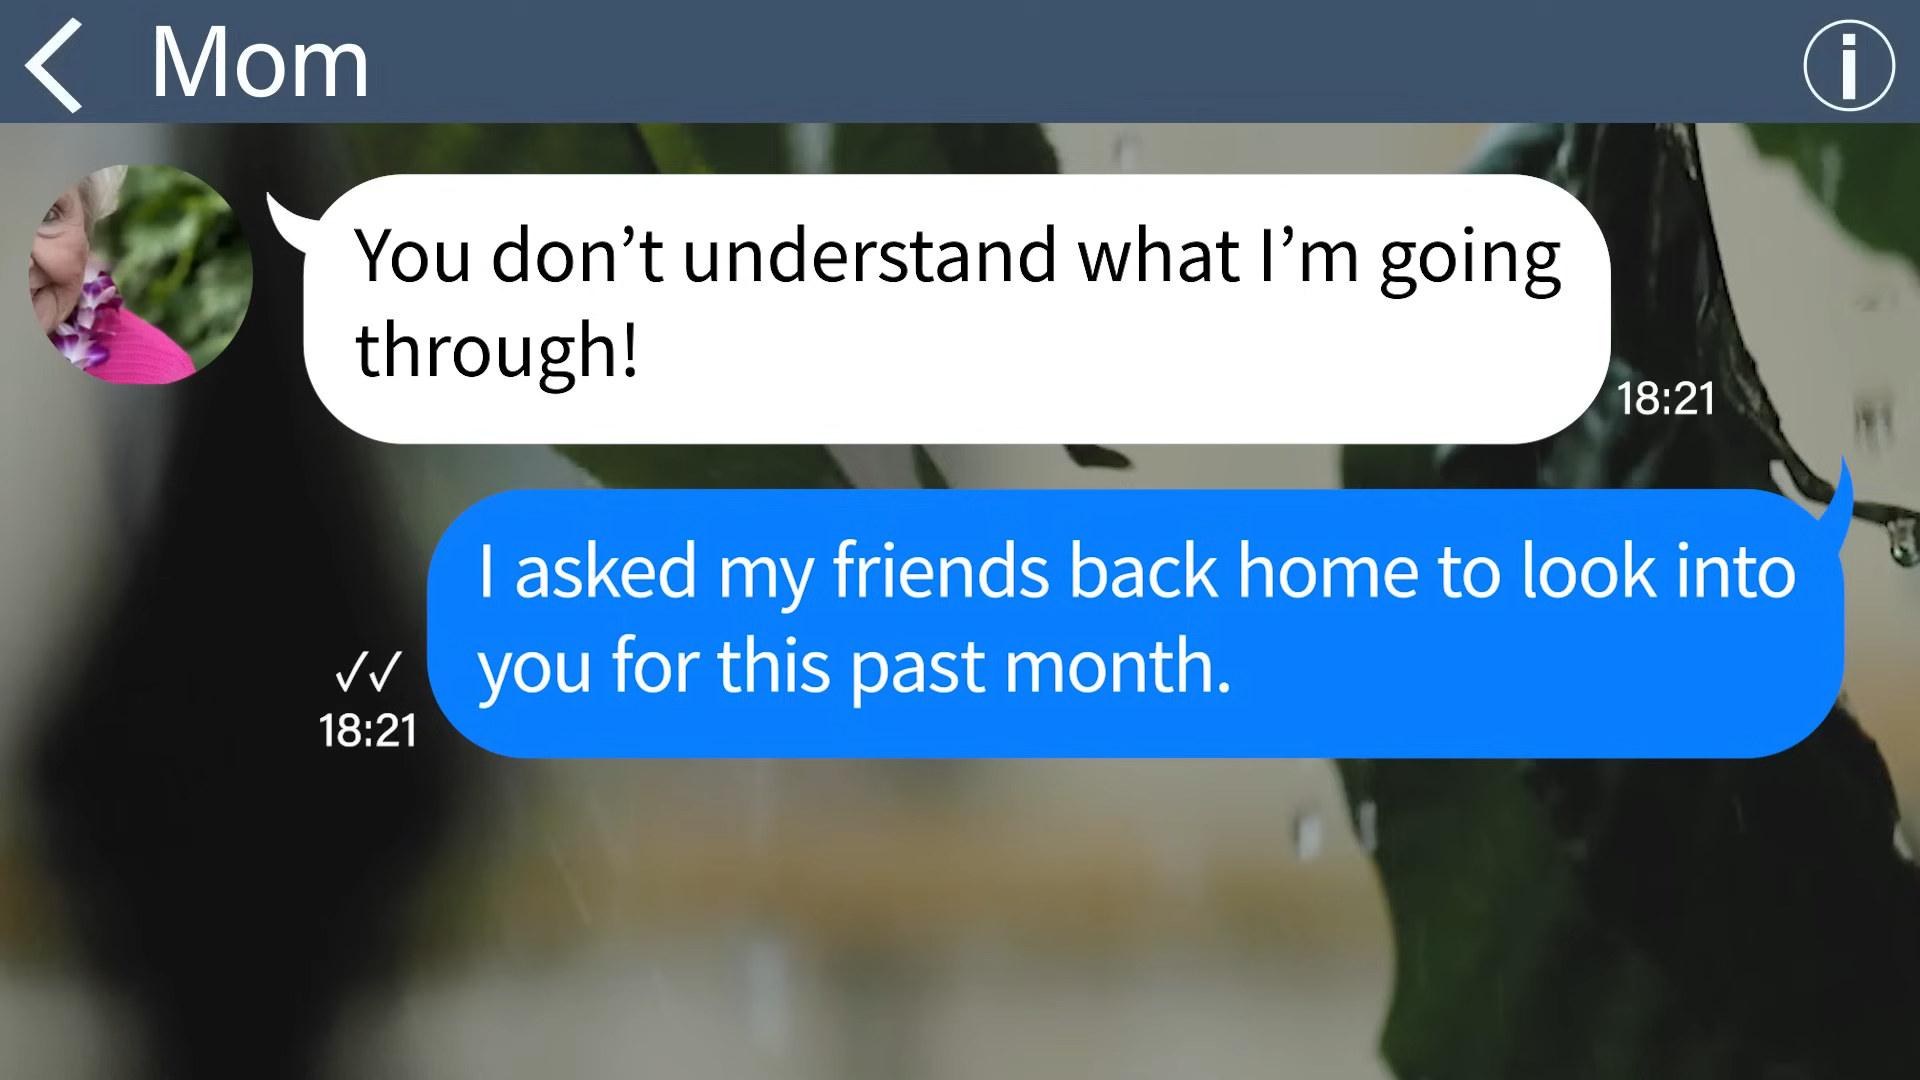 Mom
You don’t understand what I’m going
through!
18:21
I asked my friends back home to look into
you for this past month.
18:21